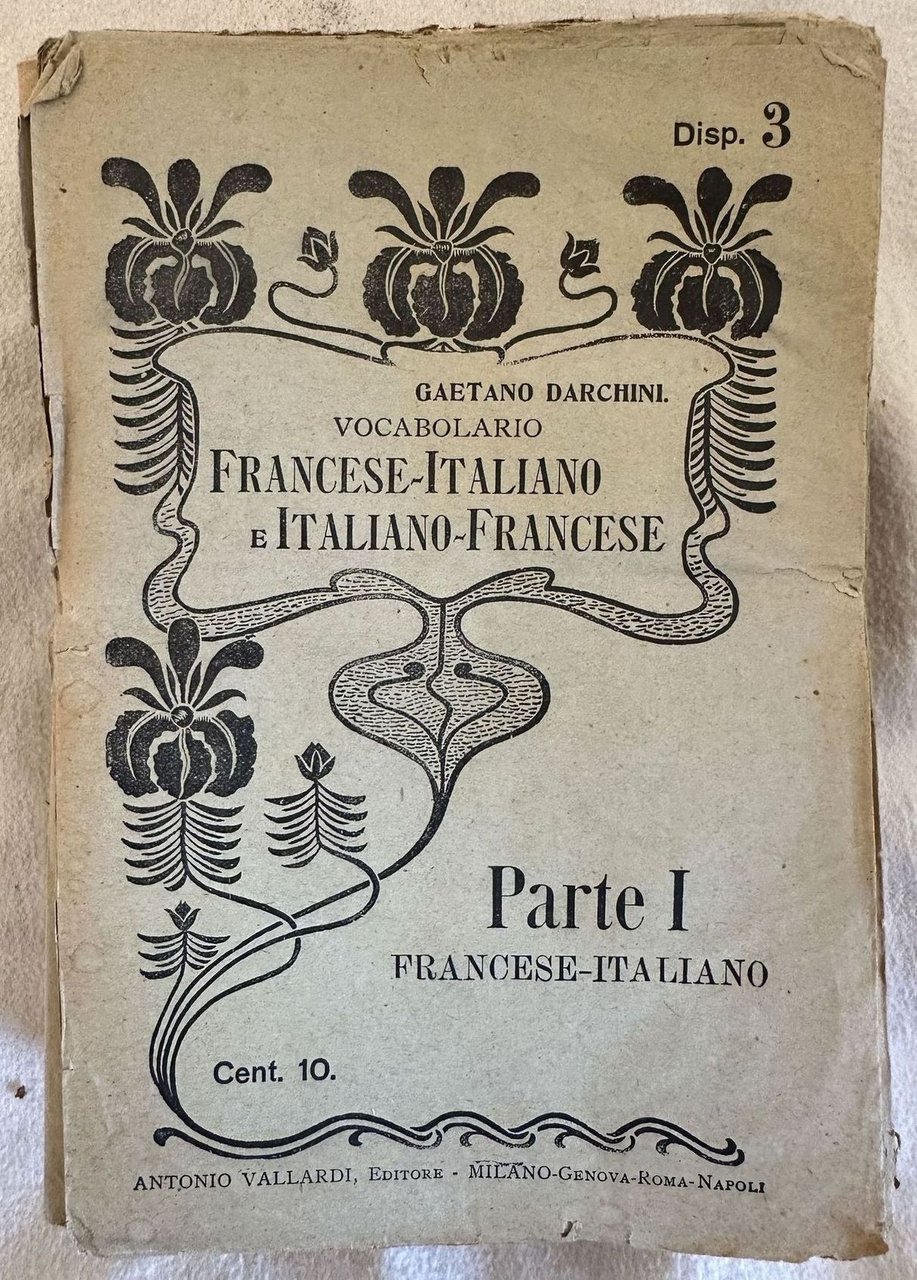 Disp. 3
GAETANO DARCHINI.
VOCABOLARIO
FRANCESE-ITALIANO
E ITALIANO-FRANCESE
Parte I
FRANCESE-ITALIANO
Cent. 10.
ANTONIO VALLARDI, EDITORE - MILANO-GENOVA-ROMA-NAPOLI